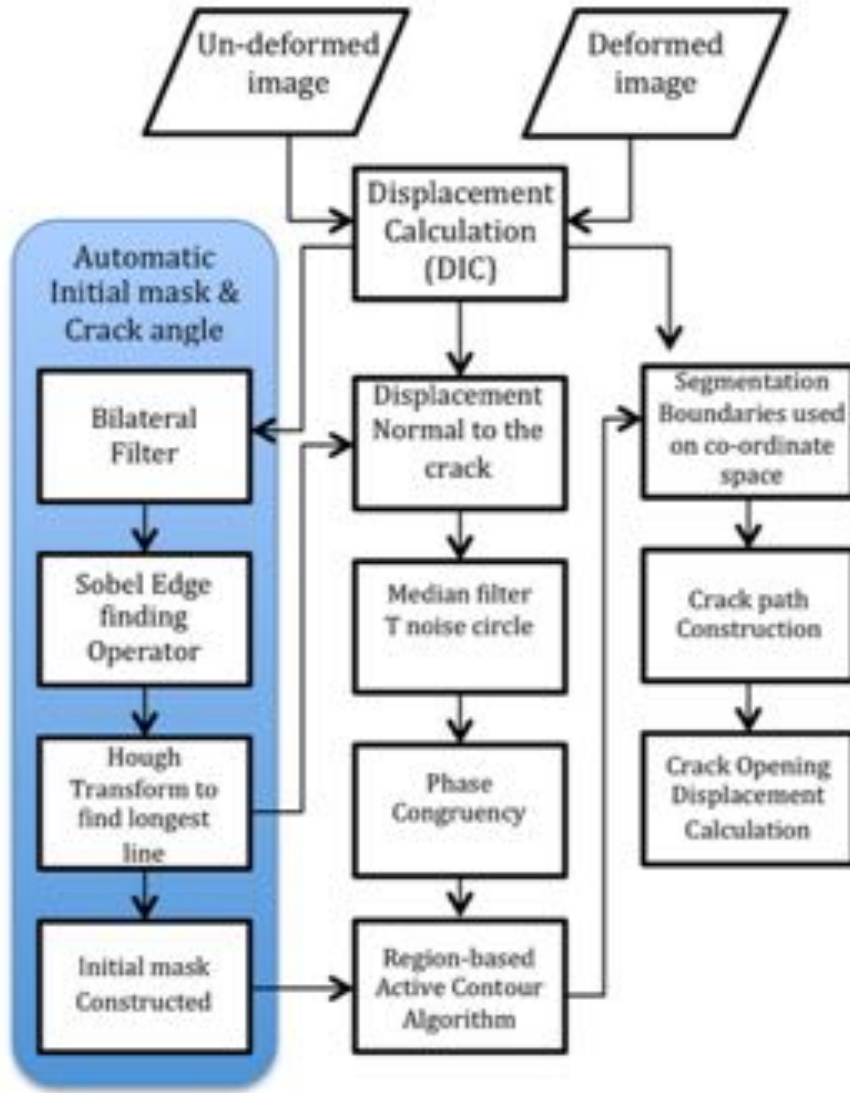 Un-deformed
image
Deformed
image
Displacement
Calculation
(DIC)
Automatic
Initial mask &
Crack angle
Bilateral
Filter
Sobel Edge
finding
Operator
Hough
Transform to
find longest
line
Initial mask
Constructed
Displacement
Normal to the
crack
Median filter
T noise circle
Phase
Congruency
Region-based
Active Contour
Algorithm
Segmentation
Boundaries used
on co-ordinate
space
Crack path
Construction
Crack Opening
Displacement
Calculation